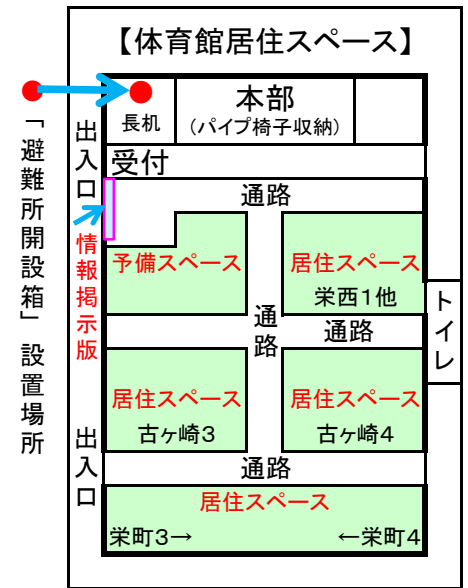 【体育館居住スペース】
「避難所開設箱」設置場所
出入口
長机
本部
(パイプ椅子収納)
受付
通路
情報掲示版
予備スペース
居住スペース
栄西1他
通路
通路
トイレ
居住スペース
古ヶ崎3
居住スペース
古ヶ崎4
出入口
通路
居住スペース
栄町3→
←栄町4